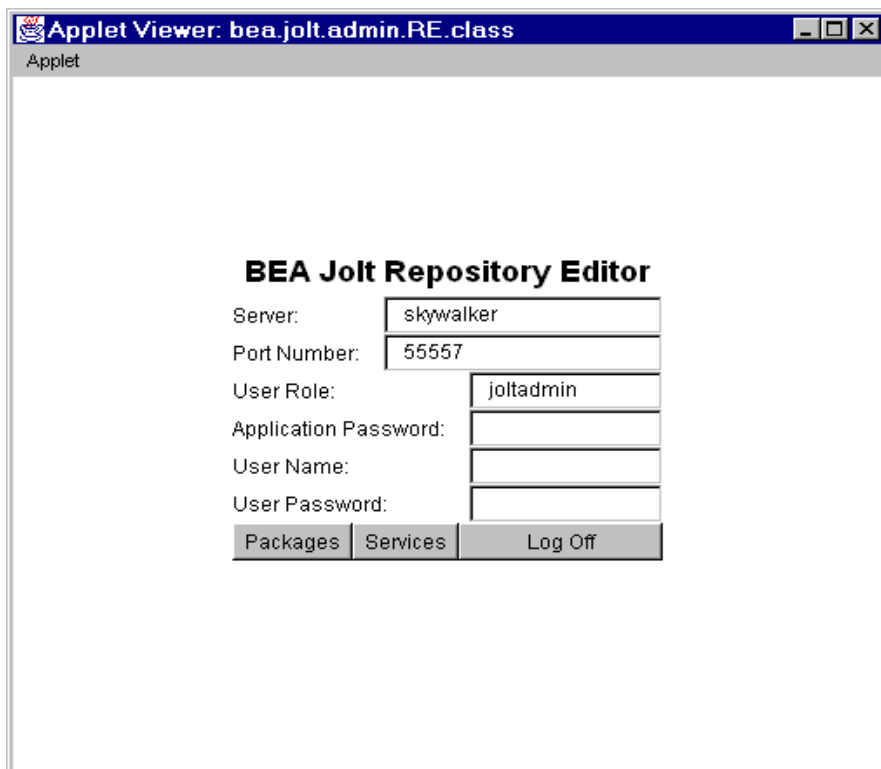 Applet Viewer: bea.jolt.admin.RE.class
Applet
BEA Jolt Repository Editor
Server: skywalker
Port Number: 55557
User Role: joltadmin
Application Password:
User Name:
User Password:
Packages Services Log Off